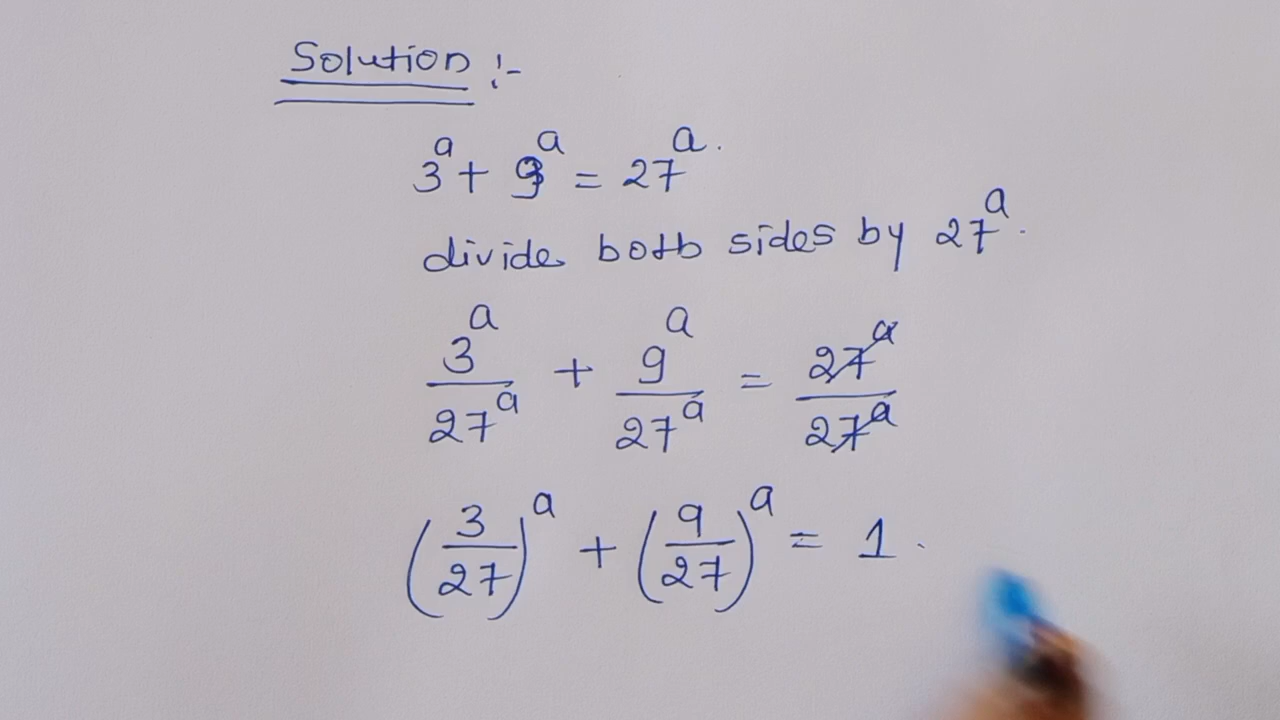 Solution :-
3^a + 9^a = 27^a.
divide both sides by 27^a.
3^a/27^a + 9^a/27^a = 27^a/27^a
(3/27)^a + (9/27)^a = 1.